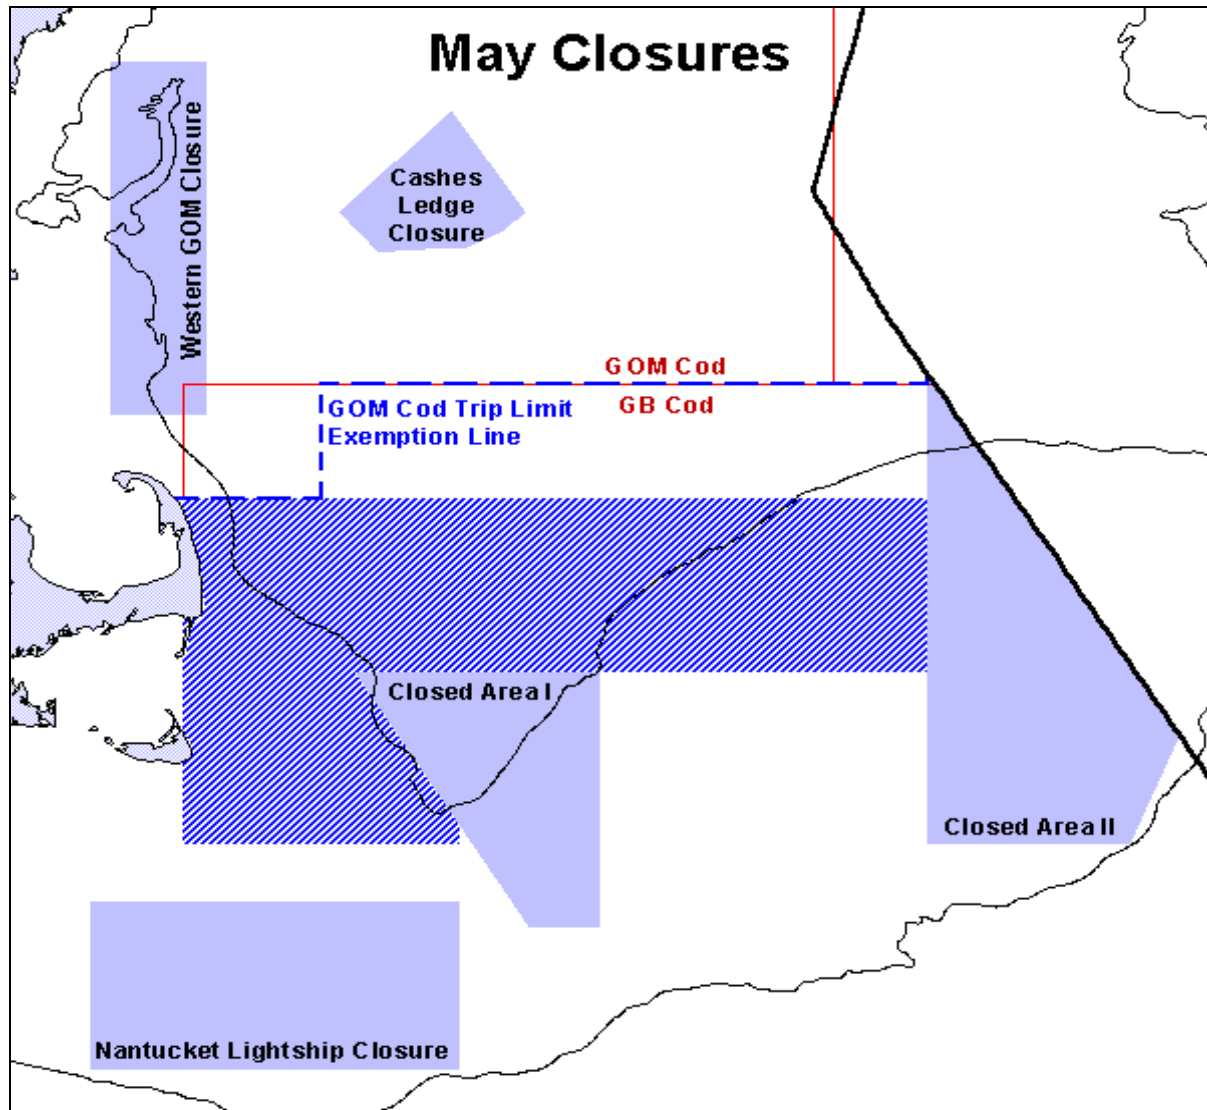 May Closures
Western GOM Closure
Cashes
Ledge
Closure
GOM Cod
GB Cod
GOM Cod Trip Limit
Exemption Line
Closed Area I
Closed Area II
Nantucket Lightship Closure